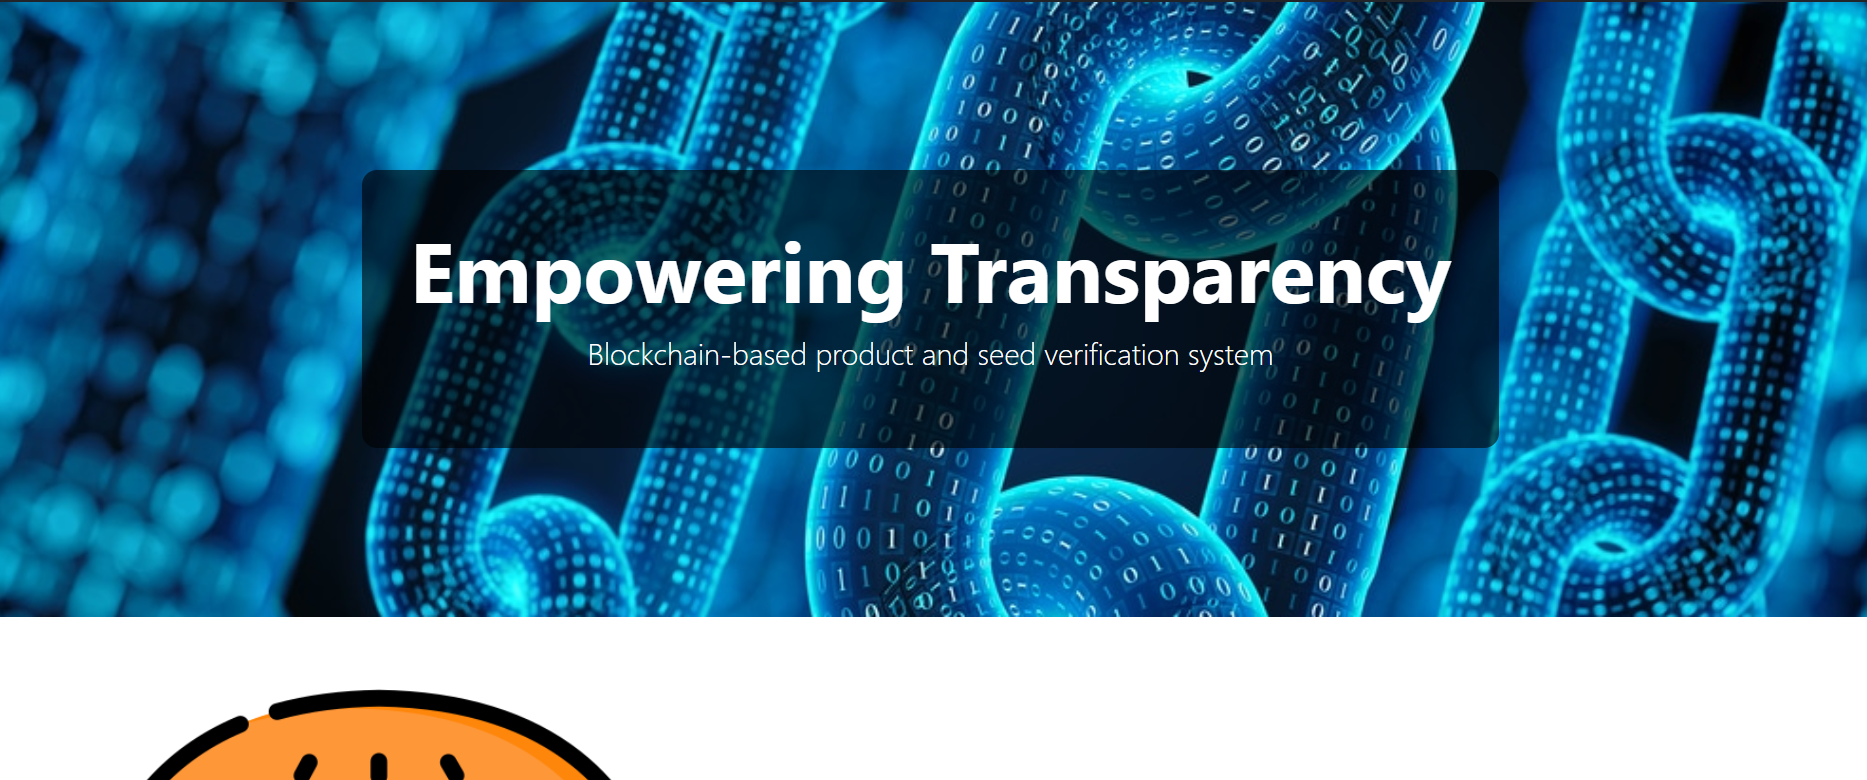 Empowering Transparency
Blockchain-based product and seed verification system